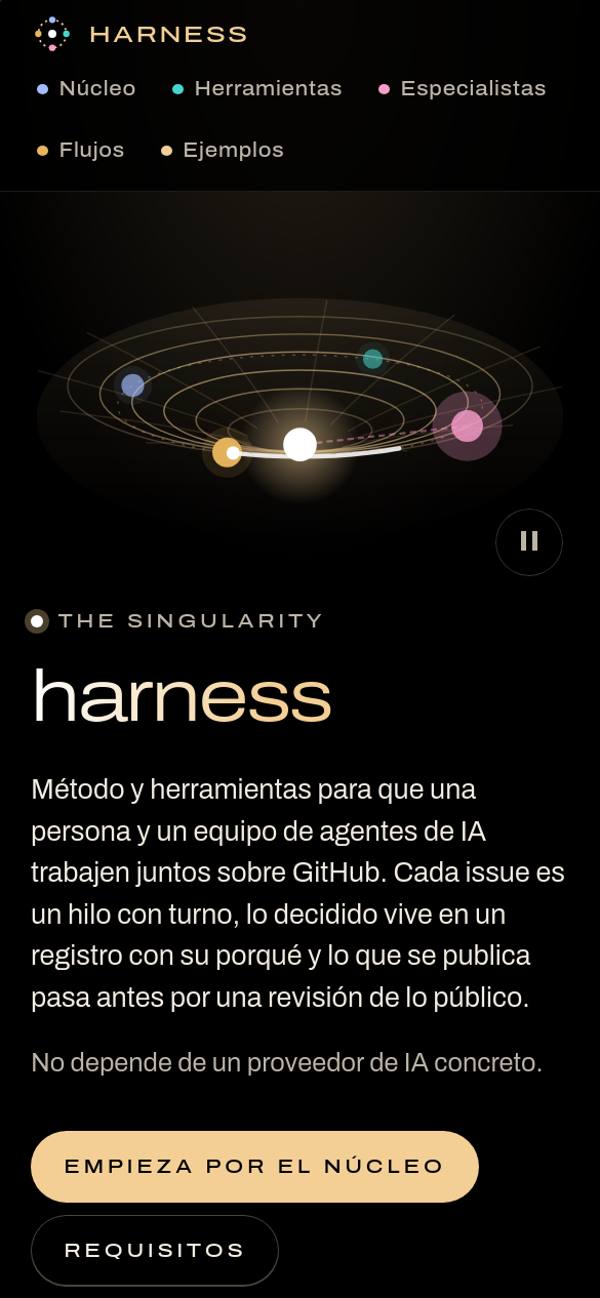 HARNESS
Núcleo Herramientas Especialistas
Flujos Ejemplos
THE SINGULARITY
harness
Método y herramientas para que una
persona y un equipo de agentes de IA
trabajen juntos sobre GitHub. Cada issue es
un hilo con turno, lo decidido vive en un
registro con su porqué y lo que se publica
pasa antes por una revisión de lo público.
No depende de un proveedor de IA concreto.
EMPIEZA POR EL NÚCLEO
REQUISITOS